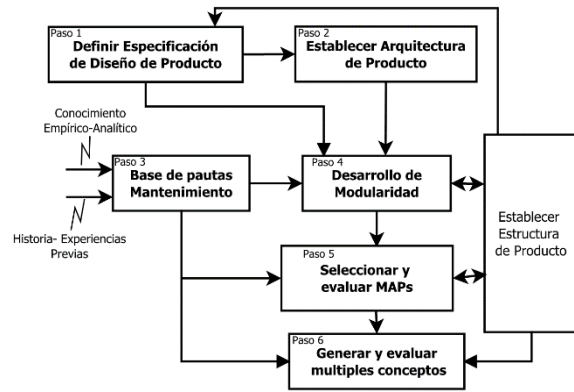 Paso 1
Definir Especificación
de Diseño de Producto
Paso 2
Establecer Arquitectura
de Producto
Conocimiento
Empírico-Analítico
Paso 3
Base de pautas
Mantenimiento
Paso 4
Desarrollo de
Modularidad
Historia- Experiencias
Previas
Establecer
Estructura
de Producto
Paso 5
Seleccionar y
evaluar MAPs
Paso 6
Generar y evaluar
multiples conceptos